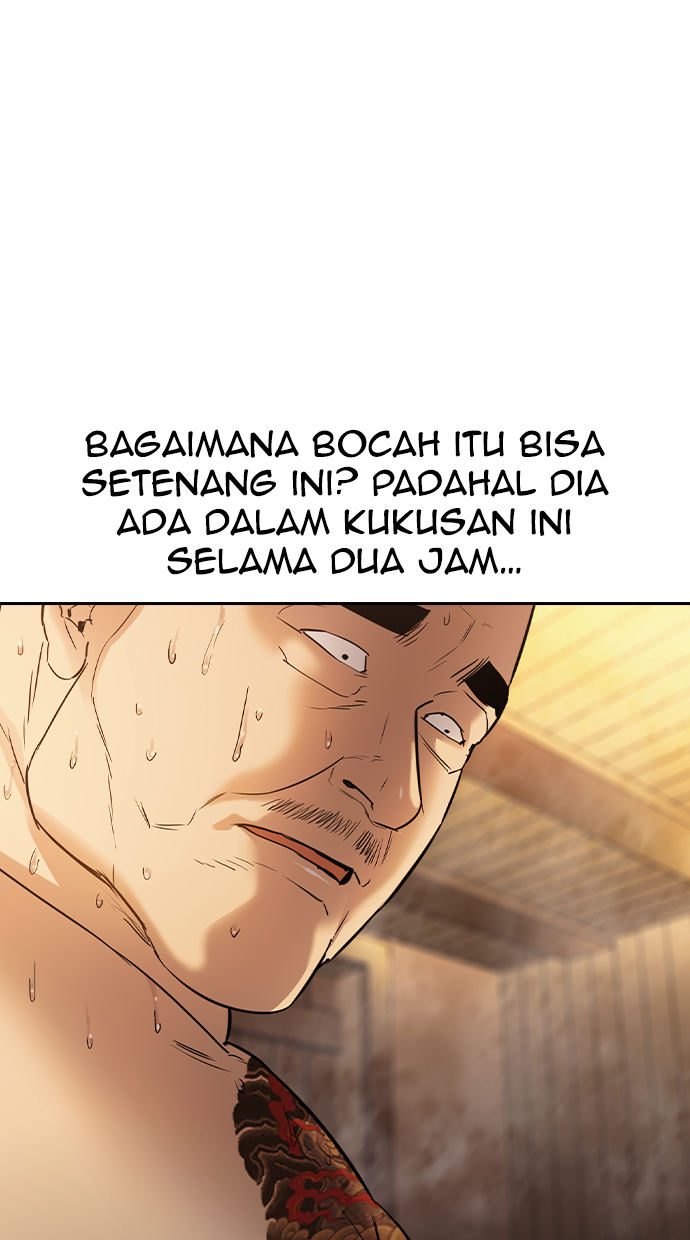 BAGAIMANA BOCAH ITU BISA
SETENANG INI? PADAHAL DIA
ADA DALAM KUKUSAN INI
SELAMA DUA JAM...